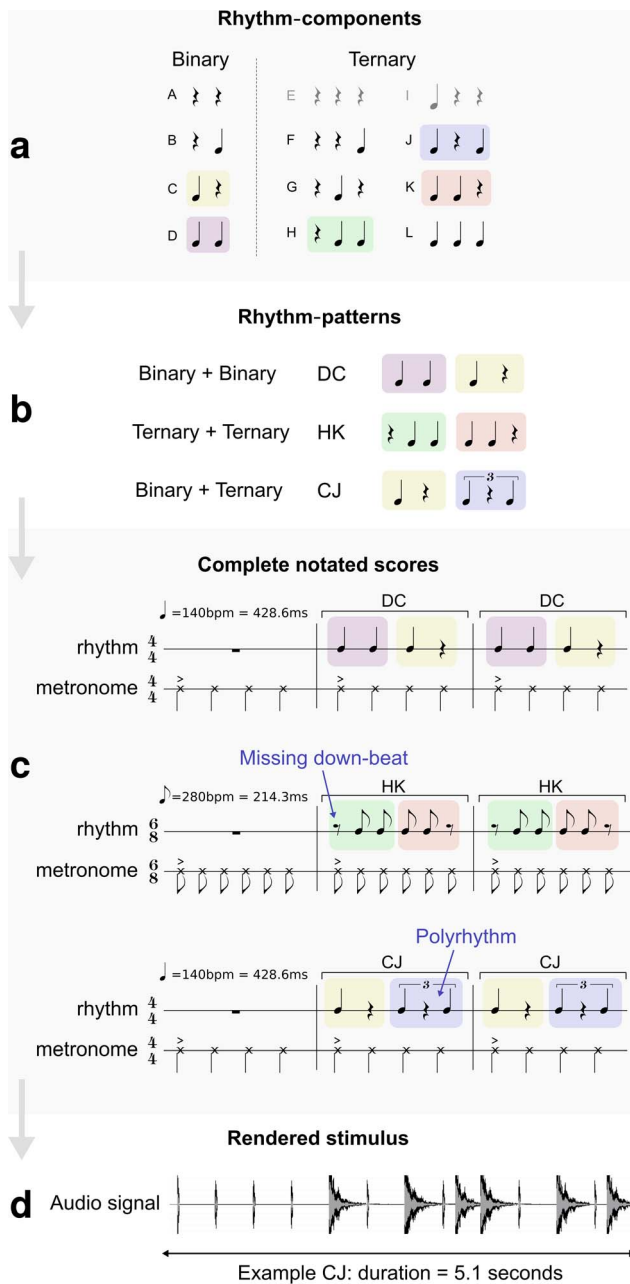 Rhythm-components
Binary
Ternary
a
A
E
I
B
F
J
C
G
K
D
H
L
Rhythm-patterns
b
Binary + Binary DC
Ternary + Ternary HK
Binary + Ternary CJ
3
Complete notated scores
c
=140bpm = 428.6ms
DC
DC
rhythm 4/4
metronome 4/4
Missing down-beat
=280bpm = 214.3ms
HK
HK
rhythm 6/8
metronome 6/8
Polyrhythm
=140bpm = 428.6ms
CJ
CJ
3
3
rhythm 4/4
metronome 4/4
Rendered stimulus
d
Audio signal
Example CJ: duration = 5.1 seconds